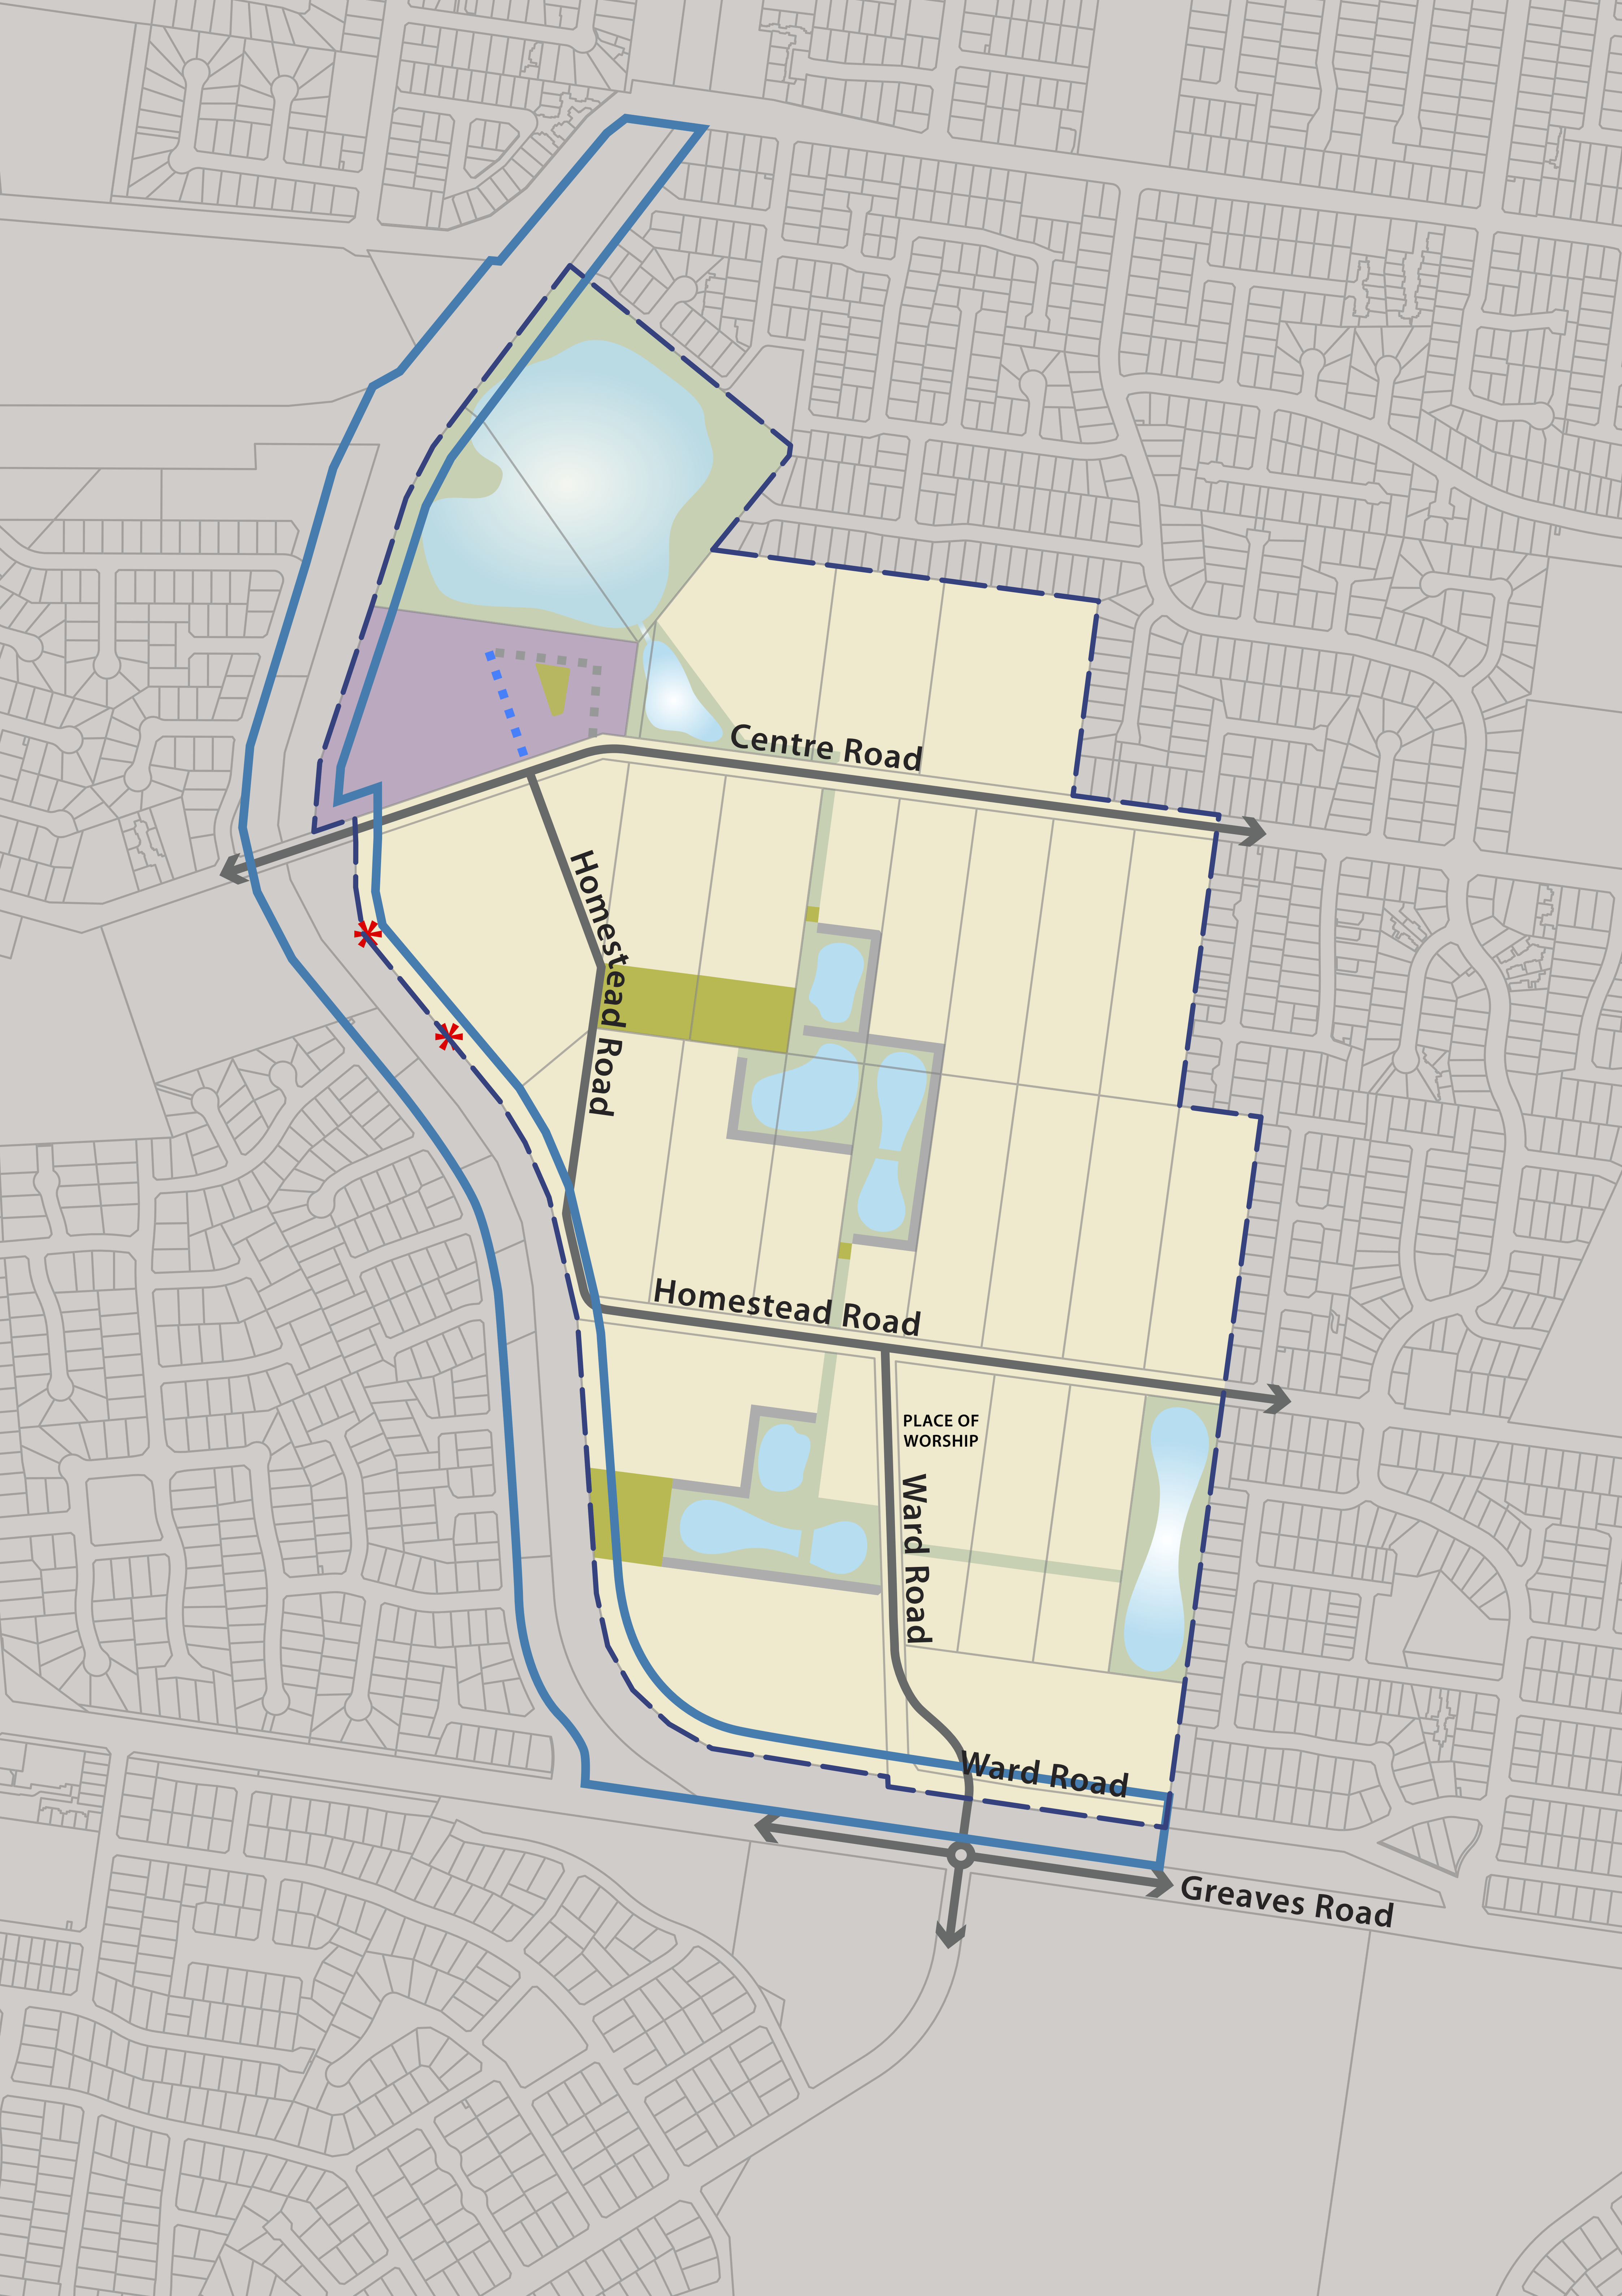 Centre Road
Homestead Road
Homestead Road
PLACE OF
WORSHIP
Ward Road
Ward Road
Greaves Road